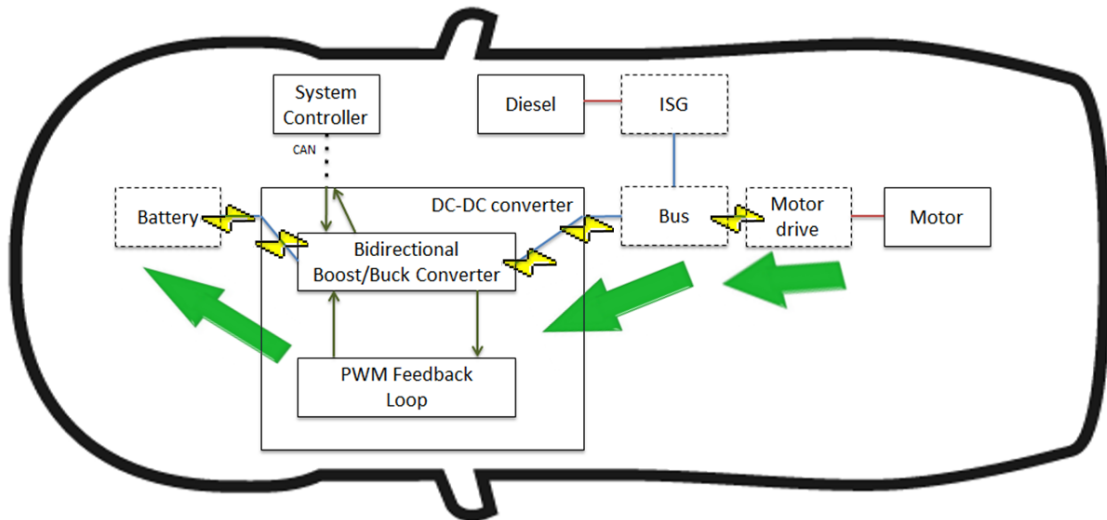 System
Controller
Diesel
ISG
CAN
DC-DC converter
Battery
Bus
Motor
drive
Motor
Bidirectional
Boost/Buck Converter
PWM Feedback
Loop